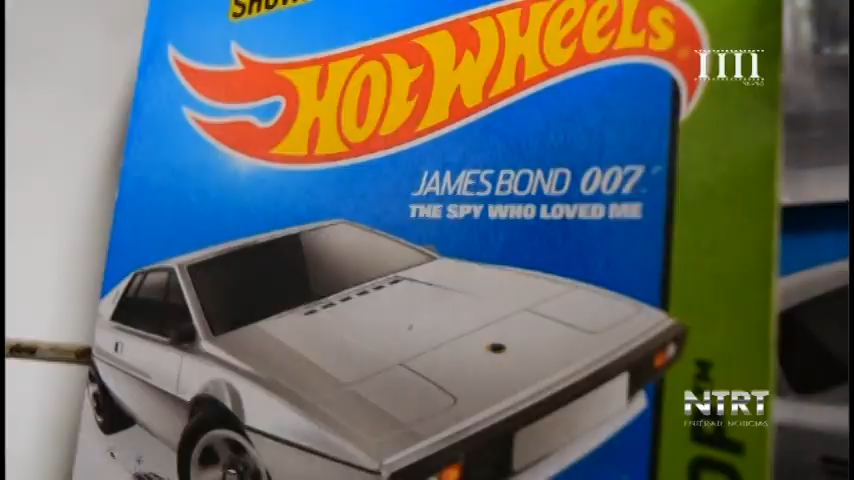 HOT WHEELS
JAMES BOND 007
THE SPY WHO LOVED ME
NTRT